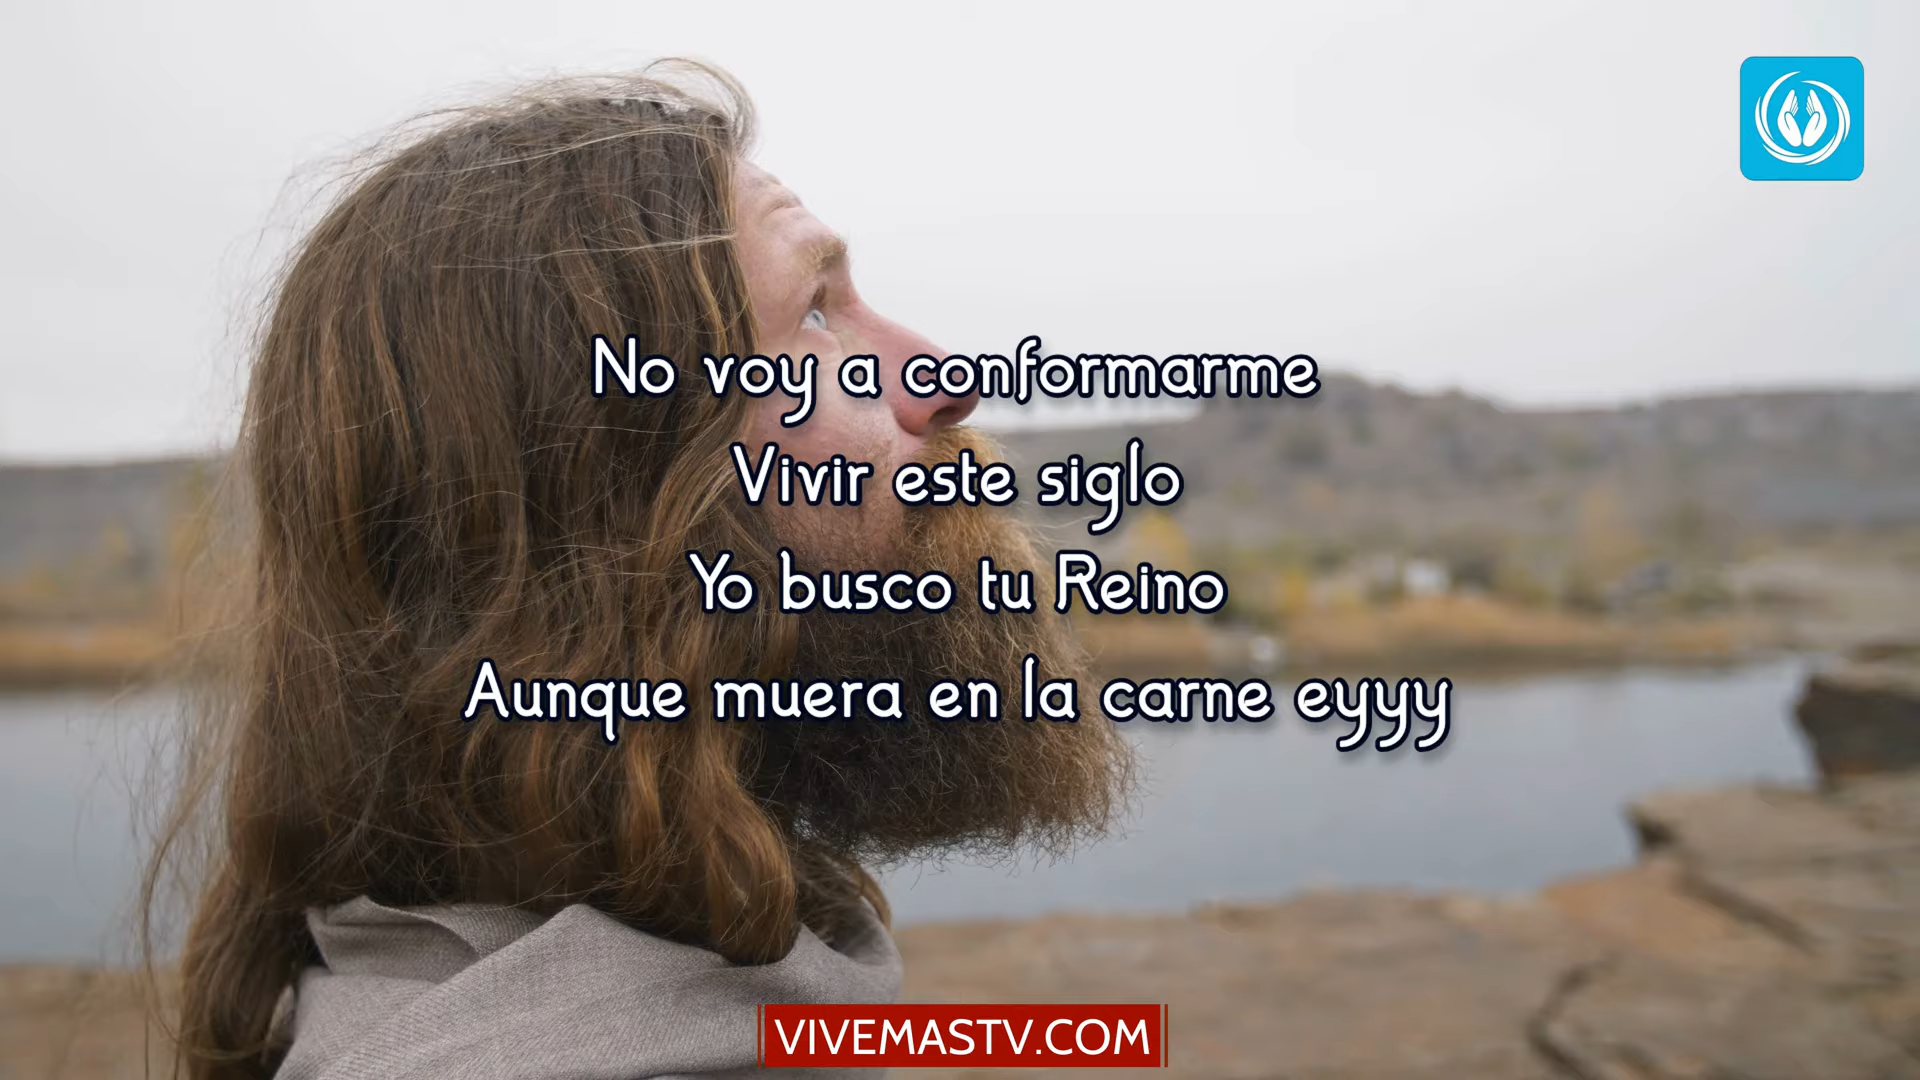 No voy a conformarme
Vivir este siglo
Yo busco tu Reino
Aunque muera en la carne eyyy
VIVEMASTV.COM